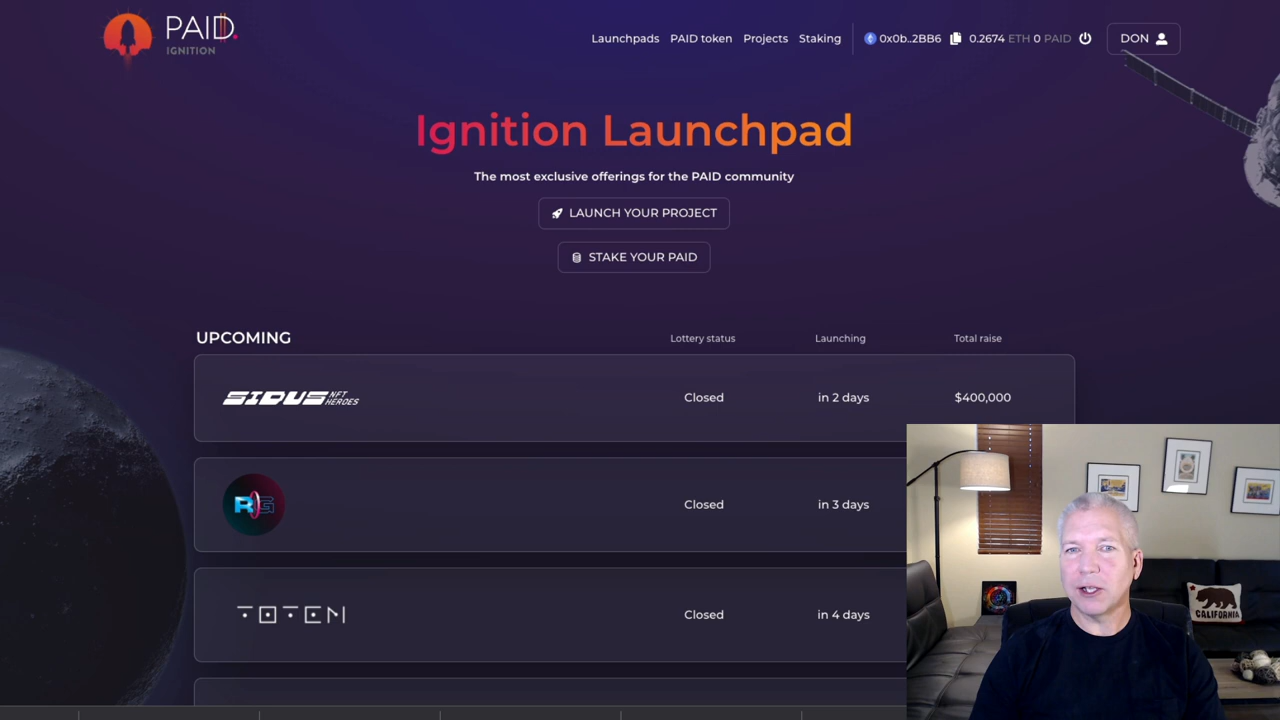 PAID.
IGNITION
Launchpads PAID token Projects Staking 0x0b..2BB6 0.2674 ETH 0 PAID DON
Ignition Launchpad
The most exclusive offerings for the PAID community
LAUNCH YOUR PROJECT
STAKE YOUR PAID
UPCOMING Lottery status Launching Total raise
SIDUS NFT HEROES Closed in 2 days $400,000
RG Closed in 3 days
TOTEM Closed in 4 days
CALIFORNIA